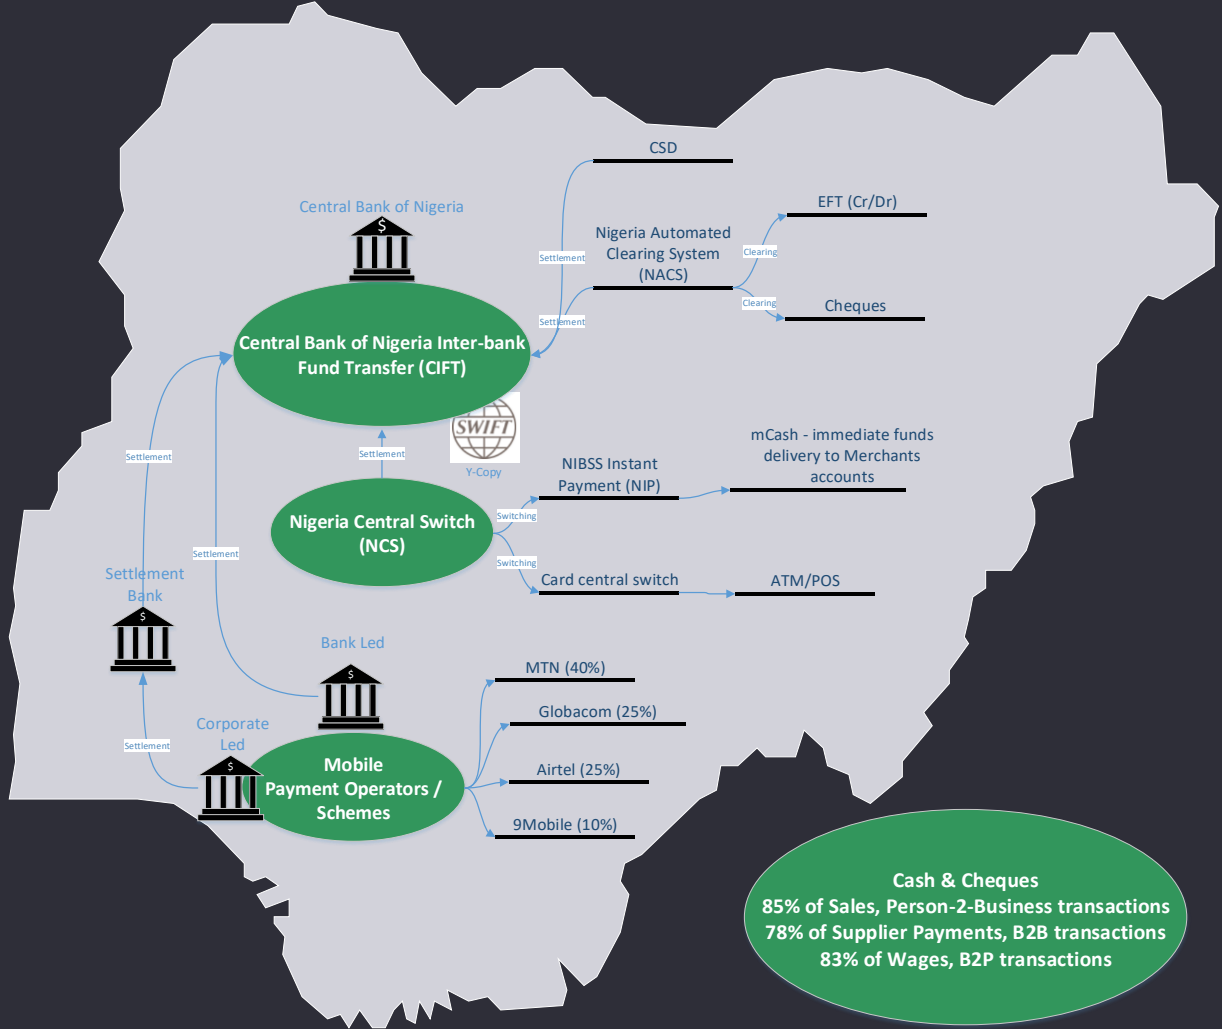 CSD
EFT (Cr/Dr)
Central Bank of Nigeria
$
Nigeria Automated
Clearing System
(NACS)
Settlement
Clearing
Clearing
Cheques
Settlement
Central Bank of Nigeria Inter-bank
Fund Transfer (CIFT)
SWIFT
Y-Copy
Settlement
Settlement
mCash - immediate funds
delivery to Merchants
accounts
NIBSS Instant
Payment (NIP)
Switching
Nigeria Central Switch
(NCS)
Settlement
Switching
Card central switch
ATM/POS
Settlement
Bank
$
Bank Led
$
MTN (40%)
Globacom (25%)
Corporate
Led
Settlement
$
Mobile
Payment Operators /
Schemes
Airtel (25%)
9Mobile (10%)
Cash & Cheques
85% of Sales, Person-2-Business transactions
78% of Supplier Payments, B2B transactions
83% of Wages, B2P transactions